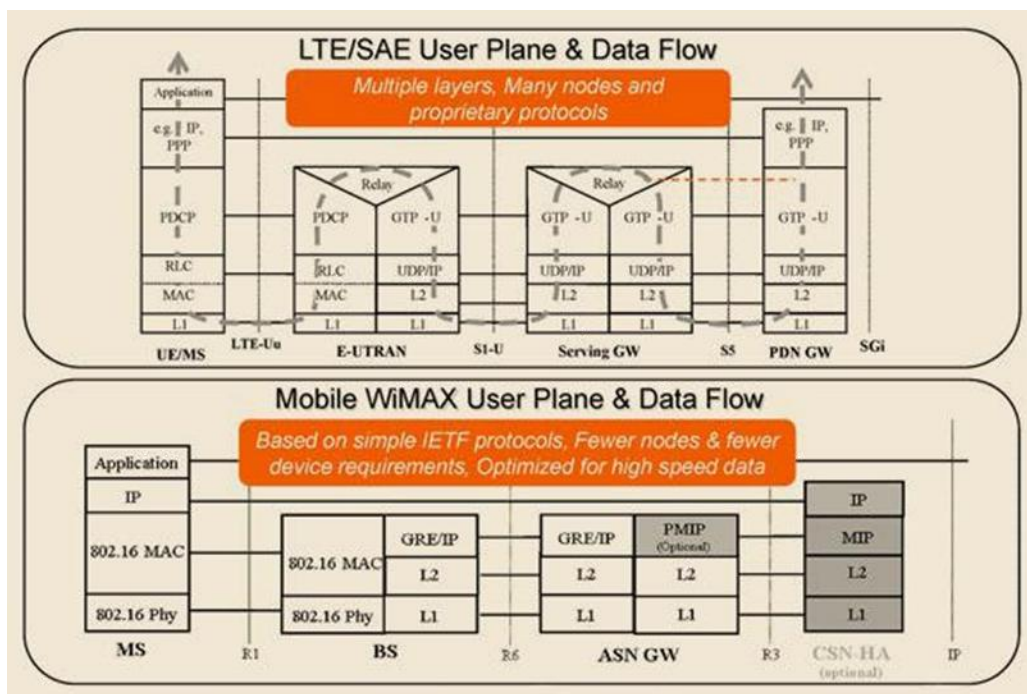 LTE/SAE User Plane & Data Flow
Multiple layers, Many nodes and
proprietary protocols
Application
e.g. IP,
PPP
PDCP
RLC
MAC
L1
UE/MS
LTE-Uu
Relay
PDCP
GTP -U
RLC
UDP/IP
MAC
L2
L1
L1
E-UTRAN
S1-U
Relay
GTP -U
GTP -U
UDP/IP
UDP/IP
L2
L2
L1
L1
Serving GW
S5
e.g. IP,
PPP
GTP -U
UDP/IP
L2
L1
PDN GW
SGi
Mobile WiMAX User Plane & Data Flow
Based on simple IETF protocols, Fewer nodes & fewer
device requirements, Optimized for high speed data
Application
IP
802.16 MAC
802.16 Phy
MS
R1
802.16 MAC
GRE/IP
L2
802.16 Phy
L1
BS
R6
GRE/IP
PMIP
(Optional)
L2
L2
L1
L1
ASN GW
R3
IP
MIP
L2
L1
CSN-HA
(optional)
IP